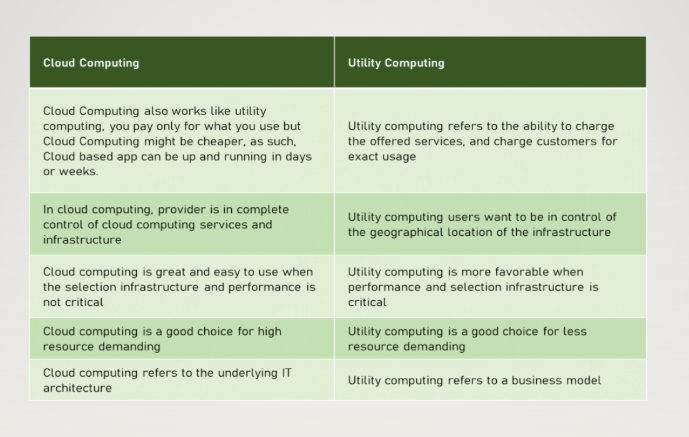 Cloud Computing
Utility Computing
Cloud Computing also works like utility
computing, you pay only for what you use but
Cloud Computing might be cheaper, as such,
Cloud based app can be up and running in days
or weeks.
Utility computing refers to the ability to charge
the offered services, and charge customers for
exact usage
In cloud computing, provider is in complete
control of cloud computing services and
infrastructure
Utility computing users want to be in control of
the geographical location of the infrastructure
Cloud computing is great and easy to use when
the selection infrastructure and performance is
not critical
Utility computing is more favorable when
performance and selection infrastructure is
critical
Cloud computing is a good choice for high
resource demanding
Utility computing is a good choice for less
resource demanding
Cloud computing refers to the underlying IT
architecture
Utility computing refers to a business model